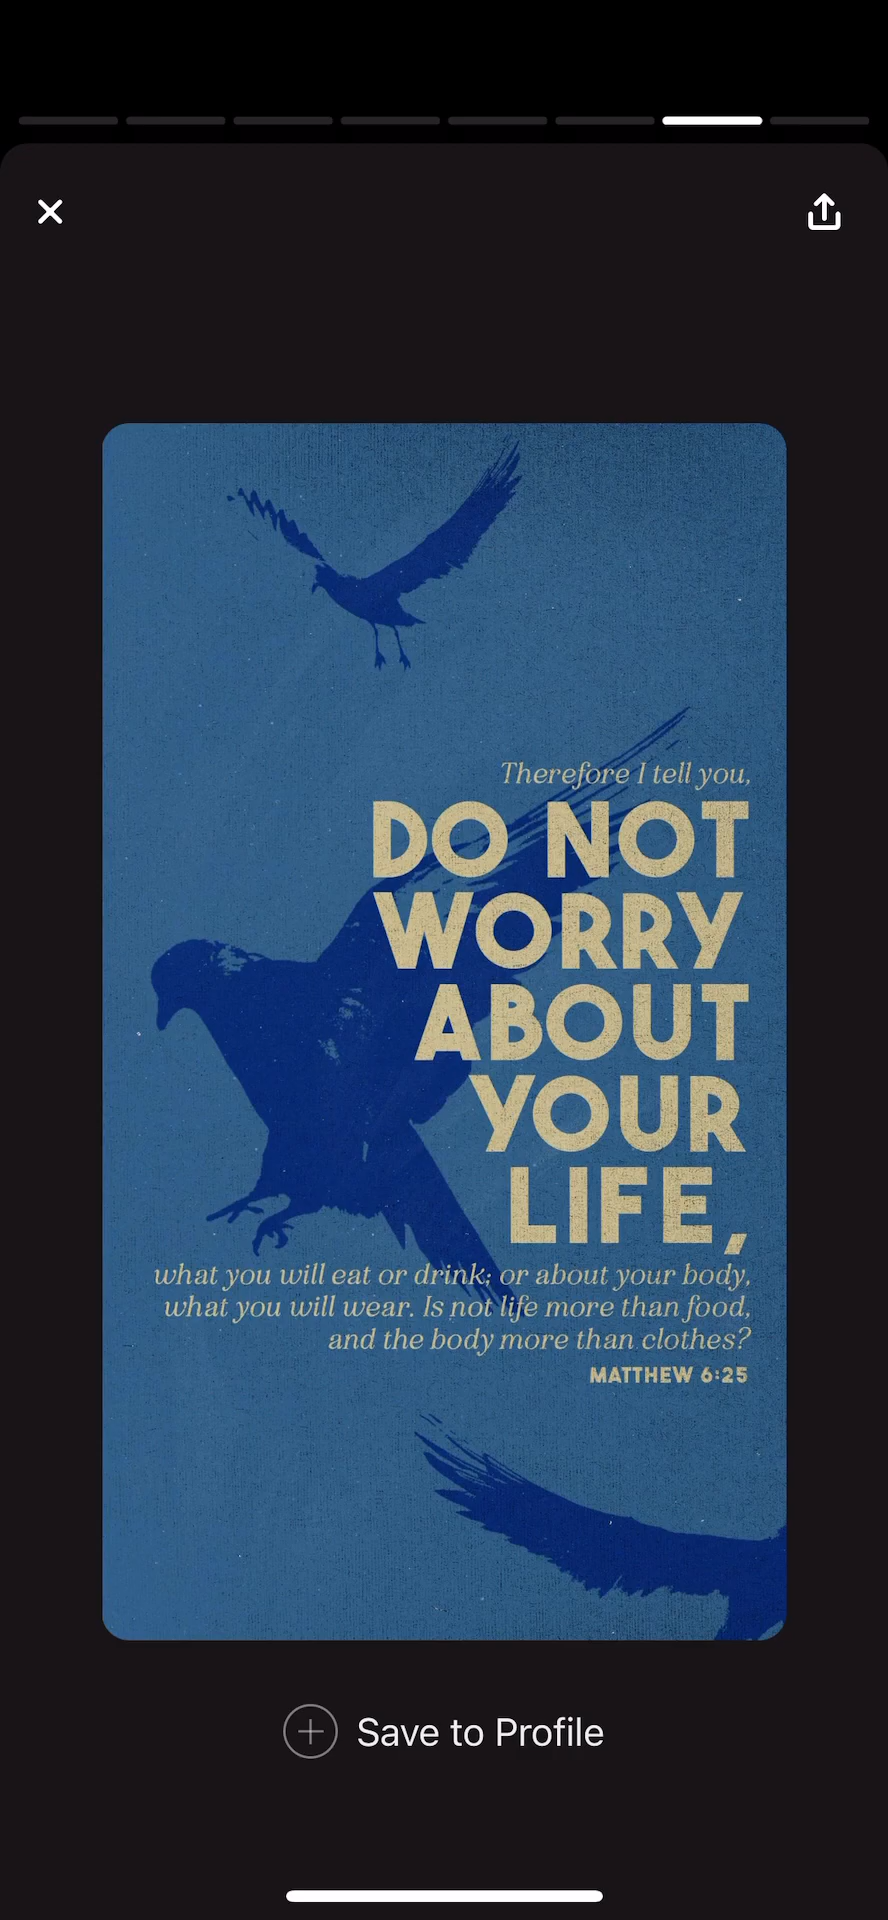 Therefore I tell you,
DO NOT
WORRY
ABOUT
YOUR
LIFE,
what you will eat or drink; or about your body,
what you will wear. Is not life more than food,
and the body more than clothes?
MATTHEW 6:25
Save to Profile